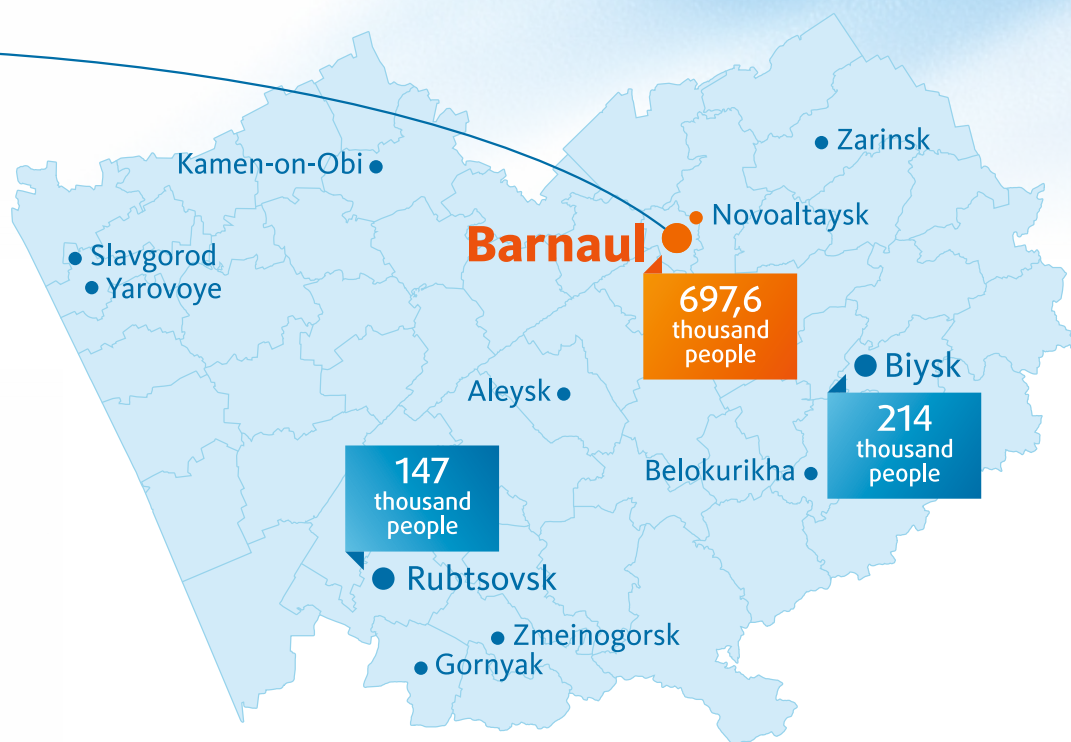 Zarinsk
Kamen-on-Obi
Novoaltaysk
Barnaul
Slavgorod
Yarovoye
697,6
thousand
people
Biysk
Aleysk
214
thousand
people
147
thousand
people
Belokurikha
Rubtsovsk
Zmeinogorsk
Gornyak